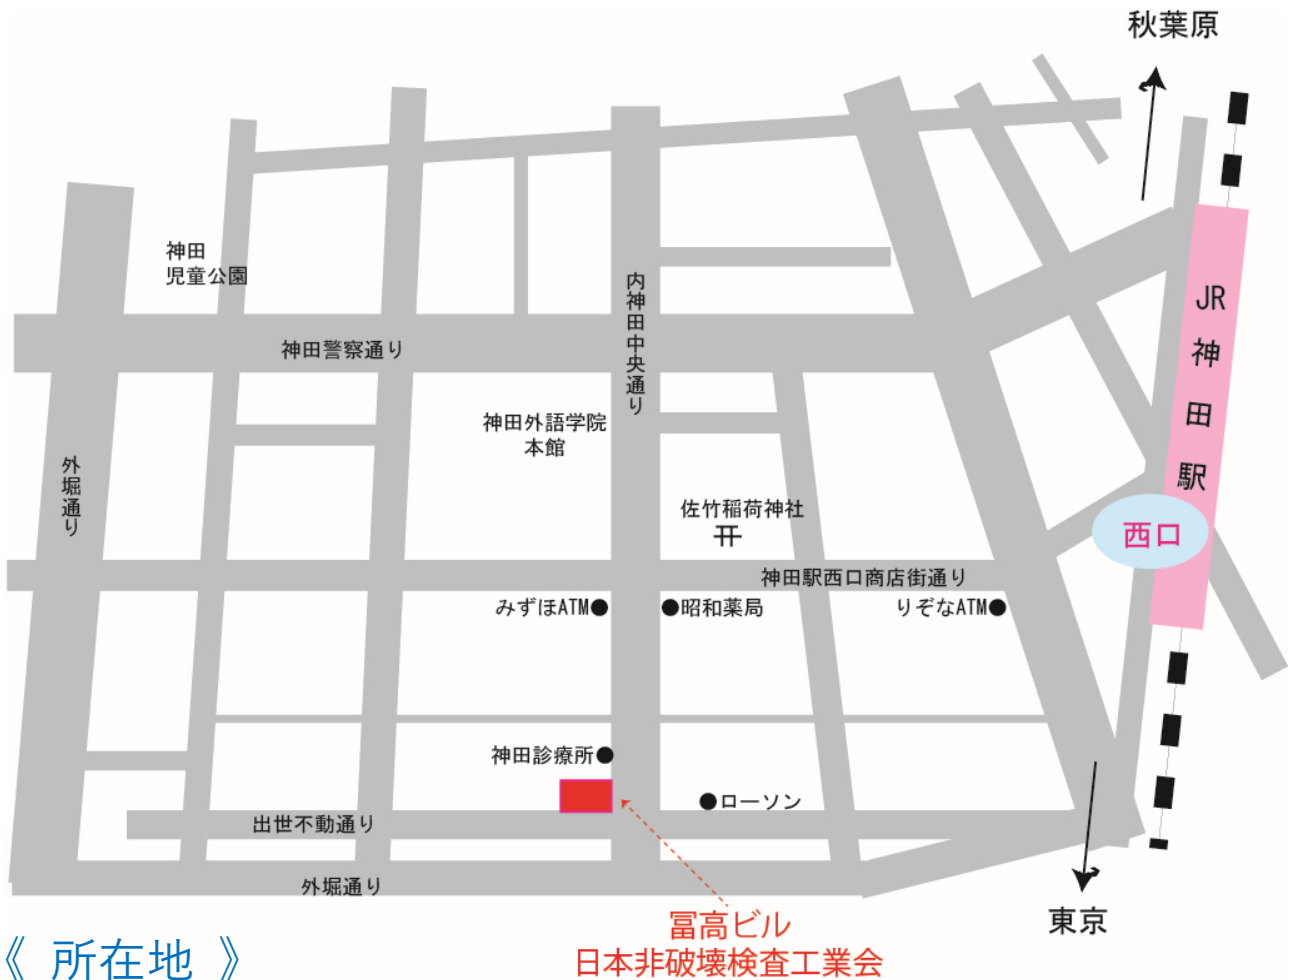 秋葉原
神田
児童公園
内神田中央通り
JR神田駅
神田警察通り
神田外語学院
本館
外堀通り
佐竹稲荷神社
西口
神田駅西口商店街通り
みずほATM
昭和薬局
りぞなATM
神田診療所
ローソン
出世不動通り
外堀通り
東京
冨高ビル
日本非破壊検査工業会
《 所在地 》